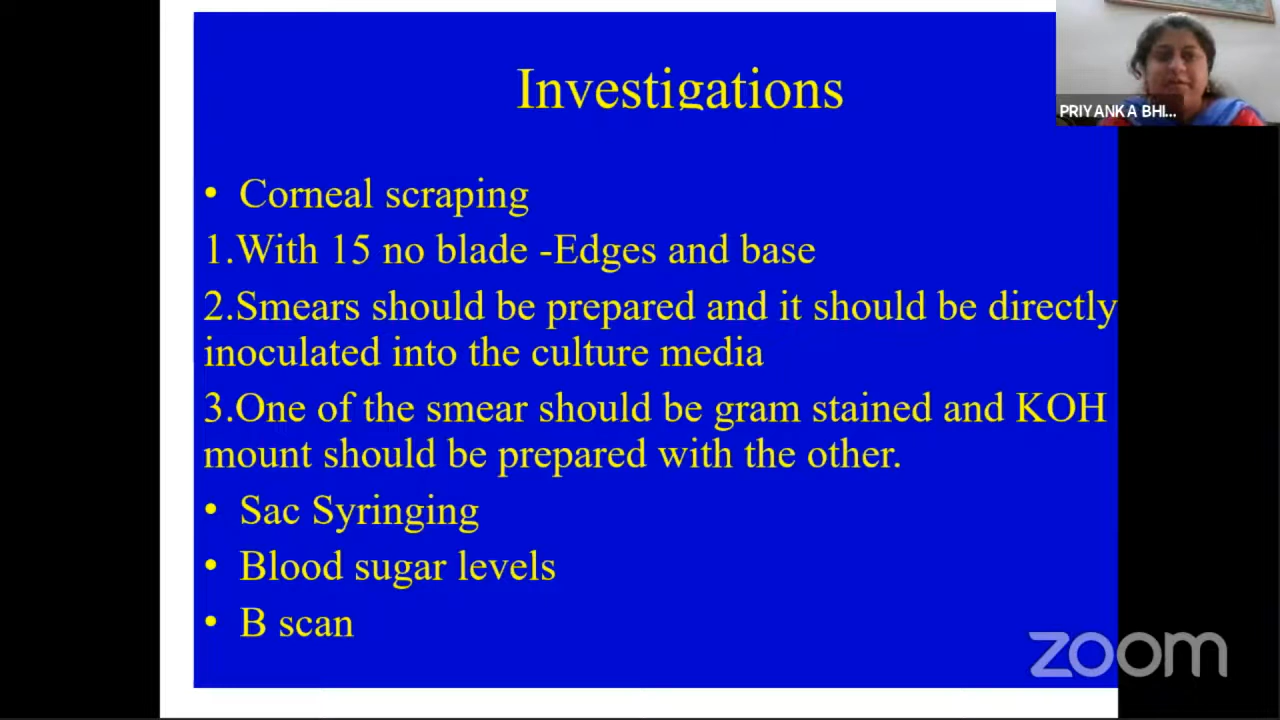 Investigations
PRIYANKA BHI...
• Corneal scraping
1.With 15 no blade -Edges and base
2.Smears should be prepared and it should be directly
inoculated into the culture media
3.One of the smear should be gram stained and KOH
mount should be prepared with the other.
• Sac Syringing
• Blood sugar levels
• B scan
zoom